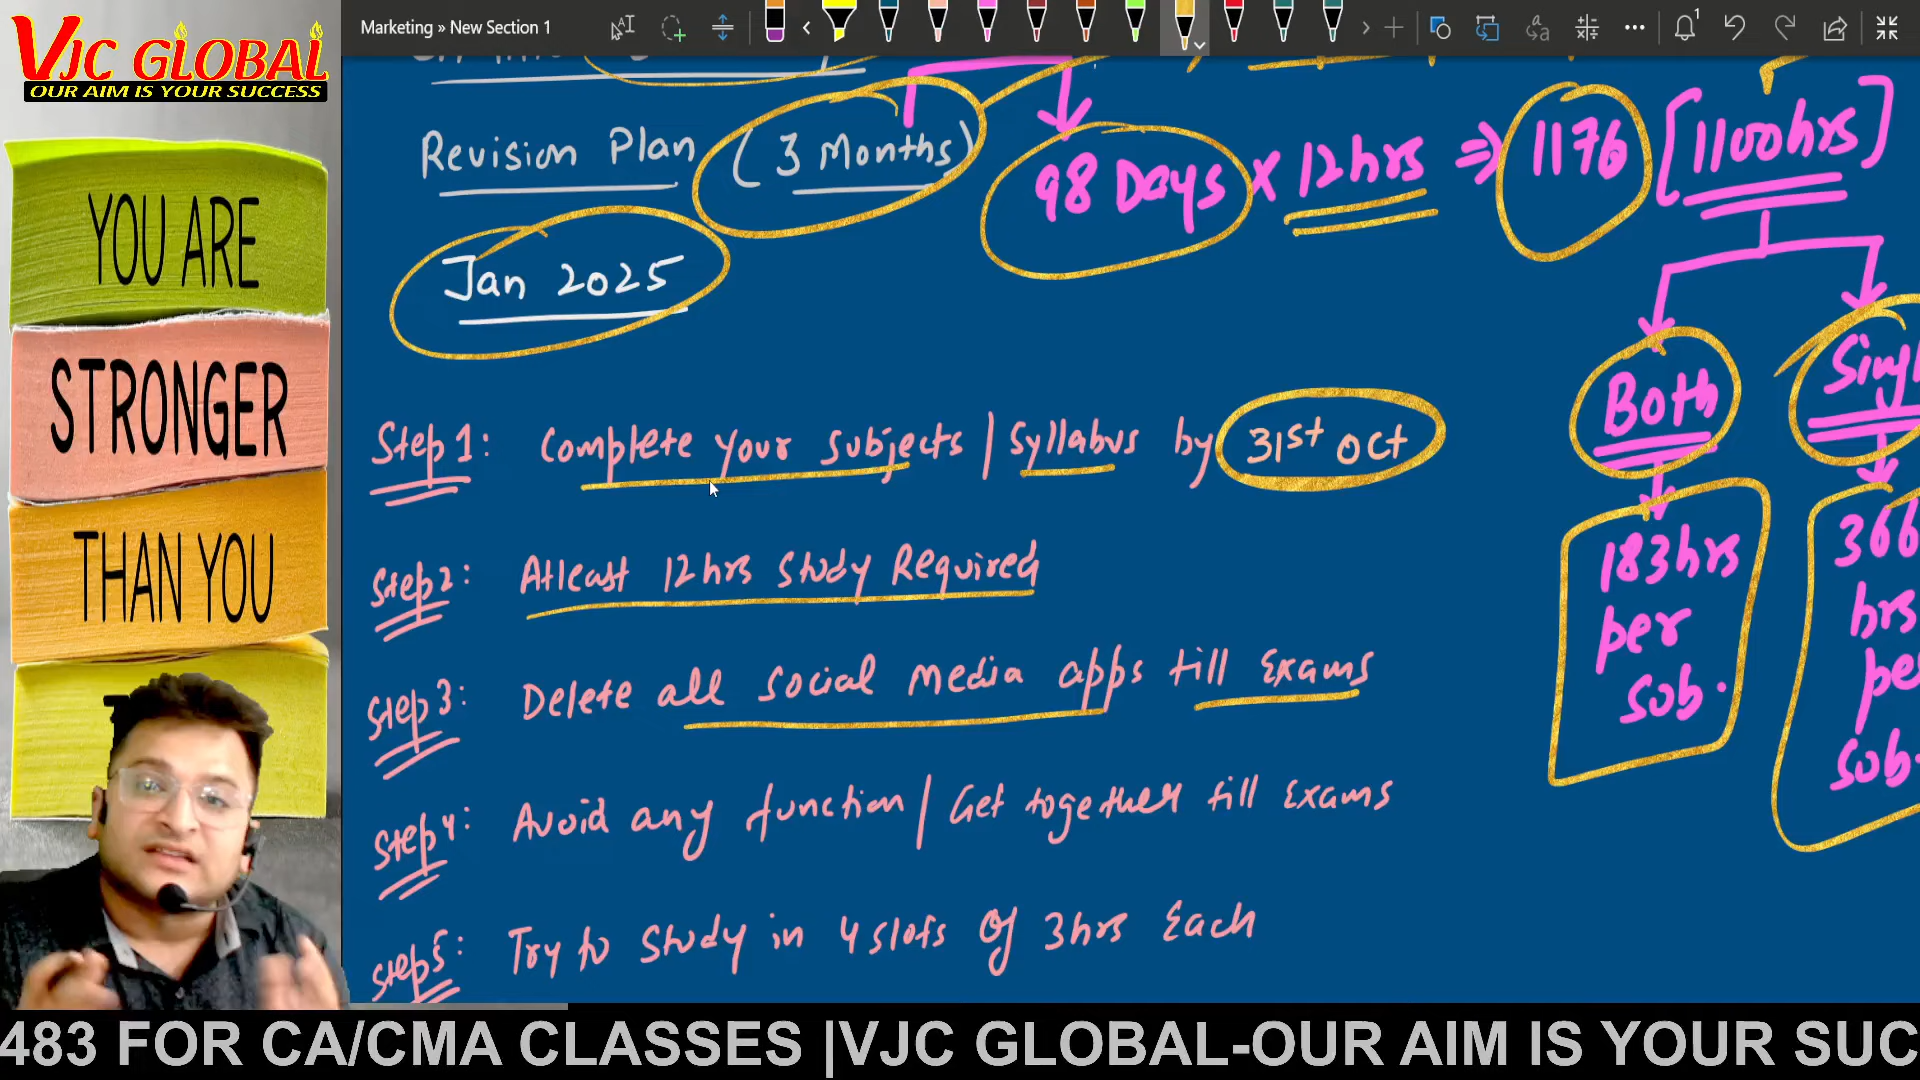 VJC GLOBAL
OUR AIM IS YOUR SUCCESS
Marketing » New Section 1
YOU ARE
STRONGER
THAN YOU
Revision Plan (3 Months)
98 Days x 12hrs ⇒ 1176 [1100hrs]
Jan 2025
Both
183hrs
per
sub.
366
hrs
sub.
Step 1: Complete your subjects / Syllabus by 31st Oct
Step 2: Atleast 12hrs Study Required
Step 3: Delete all social media apps till Exams
Step 4: Avoid any function / Get together till Exams
Step 5: Try to Study in 4 slots of 3hrs Each
483 FOR CA/CMA CLASSES |VJC GLOBAL-OUR AIM IS YOUR SUC